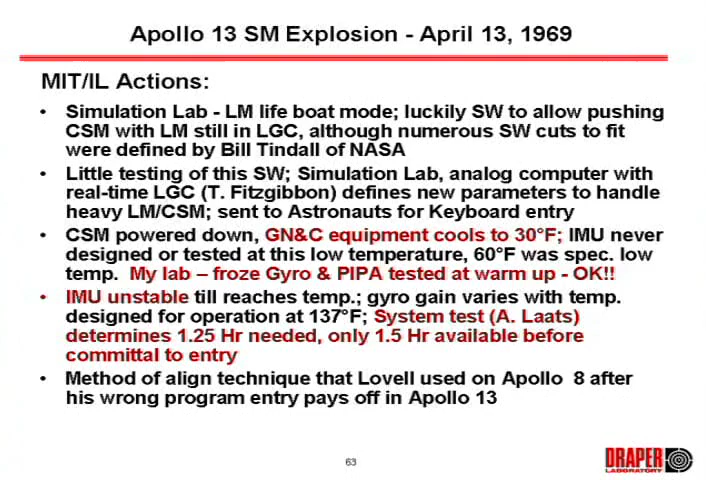 Apollo 13 SM Explosion - April 13, 1969
MIT/IL Actions:
• Simulation Lab - LM life boat mode; luckily SW to allow pushing
CSM with LM still in LGC, although numerous SW cuts to fit
were defined by Bill Tindall of NASA
• Little testing of this SW; Simulation Lab, analog computer with
real-time LGC (T. Fitzgibbon) defines new parameters to handle
heavy LM/CSM; sent to Astronauts for Keyboard entry
• CSM powered down, GN&C equipment cools to 30°F; IMU never
designed or tested at this low temperature, 60°F was spec. low
temp. My lab – froze Gyro & PIPA tested at warm up - OK!!
• IMU unstable till reaches temp.; gyro gain varies with temp.
designed for operation at 137°F; System test (A. Laats)
determines 1.25 Hr needed, only 1.5 Hr available before
committal to entry
• Method of align technique that Lovell used on Apollo 8 after
his wrong program entry pays off in Apollo 13
63
DRAPER
LABORATORY